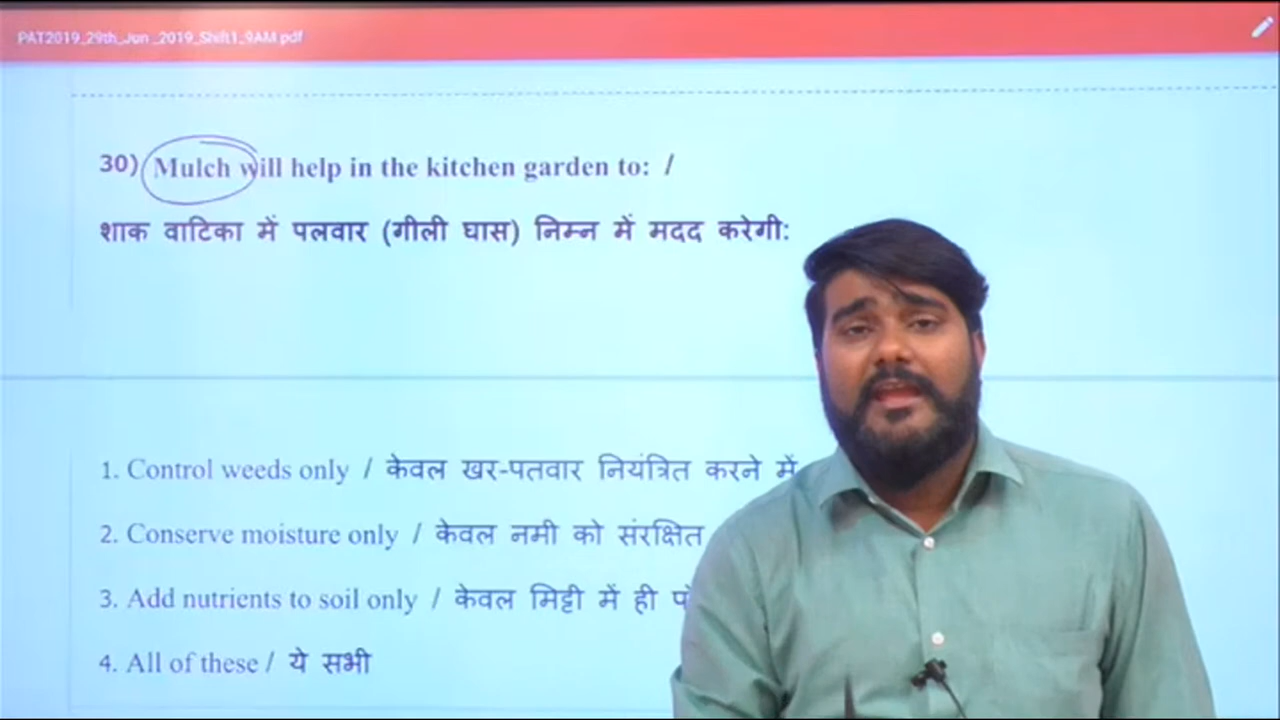 PAT2019_29th_Jun_2019_Shift1_9AM.pdf
30) Mulch will help in the kitchen garden to: /
शाक वाटिका में पलवार (गीली घास) निम्न में मदद करेगी:
1. Control weeds only / केवल खर-पतवार नियंत्रित करने में
2. Conserve moisture only / केवल नमी को संरक्षित
3. Add nutrients to soil only / केवल मिट्टी में ही
4. All of these / ये सभी